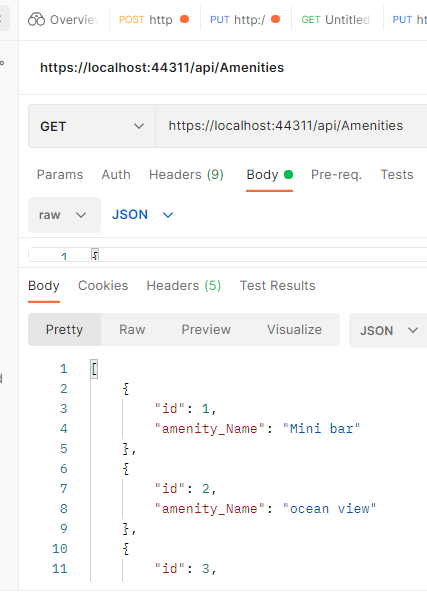 Overview POST http PUT http:/ GET Untitled PUT ht
https://localhost:44311/api/Amenities
GET https://localhost:44311/api/Amenities
Params Auth Headers (9) Body Pre-req. Tests
raw JSON
1 {
Body Cookies Headers (5) Test Results
Pretty Raw Preview Visualize JSON
1 [
2 {
3 "id": 1,
4 "amenity_Name": "Mini bar"
5 },
6 {
7 "id": 2,
8 "amenity_Name": "ocean view"
9 },
10 {
11 "id": 3,